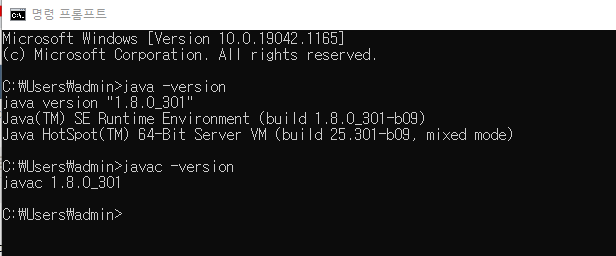 명령 프롬프트
Microsoft Windows [Version 10.0.19042.1165]
(c) Microsoft Corporation. All rights reserved.
C:₩Users₩admin>java -version
java version "1.8.0_301"
Java(TM) SE Runtime Environment (build 1.8.0_301-b09)
Java HotSpot(TM) 64-Bit Server VM (build 25.301-b09, mixed mode)
C:₩Users₩admin>javac -version
javac 1.8.0_301
C:₩Users₩admin>